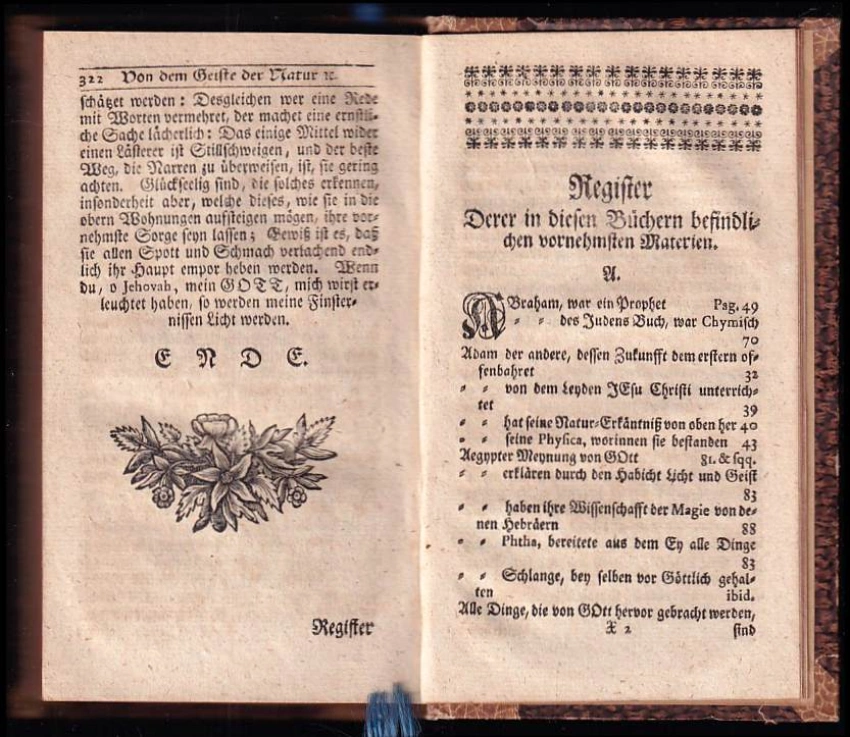 322 Von dem Geiste der Natur ꝛc.
schätzet werden: Desgleichen wer eine Rede
mit Worten vermehret, der machet eine ernstli-
che Sache lächerlich: Das einige Mittel wider
einen Lästerer ist Stillschweigen, und der beste
Weg, die Narren zu überweisen, ist, sie gering
achten. Glückseelig sind, die solches erkennen,
insonderheit aber, welche dieses, wie sie in die
obern Wohnungen aufsteigen mögen, ihre vor-
nehmste Sorge seyn lassen; Gewiß ist es, daß
sie allen Spott und Schmach verlachend end-
lich ihr Haupt empor heben werden. Wenn
du, o Jehovah, mein GOTT, mich wirst er-
leuchtet haben, so werden meine Finster-
nissen Licht werden.
E N D E.
Register
Register
Derer in diesen Büchern befindli-
chen vornehmsten Materien.
A.
ABraham, war ein Prophet Pag. 49
- - des Judens Buch, war Chymisch
70
Adam der andere, dessen Zukunfft dem erstern of-
fenbahret 32
- - von dem Leyden JEsu Christi unterrich-
tet 39
- - hat seine Natur-Erkäntniß von oben her 40
- - seine Physica, worinnen sie bestanden 43
Aegypter Meynung von GOtt 81. & sqq.
- - erklären durch den Habicht Licht und Geist
83
- - haben ihre Wissenschafft der Magie von de-
nen Hebräern 88
- - Phtha, bereitete aus dem Ey alle Dinge
83
- - Schlange, bey selben vor Göttlich gehal-
ten ibid.
Alle Dinge, die von GOtt hervor gebracht werden,
X 2 sind